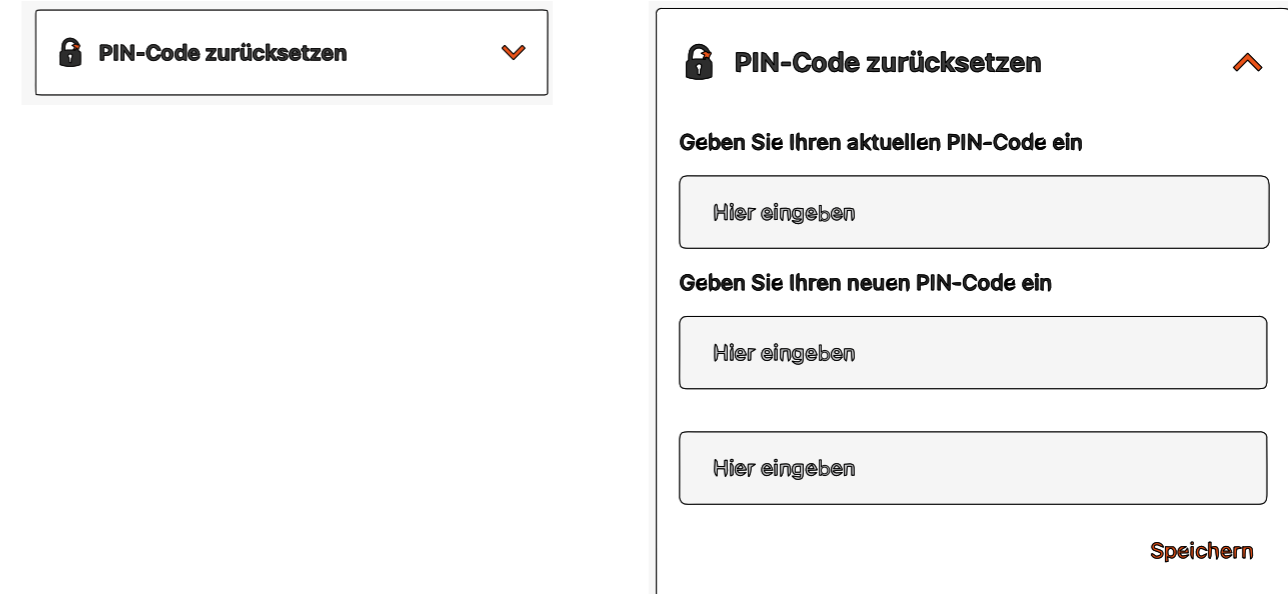 PIN-Code zurücksetzen
PIN-Code zurücksetzen
Geben Sie Ihren aktuellen PIN-Code ein
Hier eingeben
Geben Sie Ihren neuen PIN-Code ein
Hier eingeben
Hier eingeben
Speichern